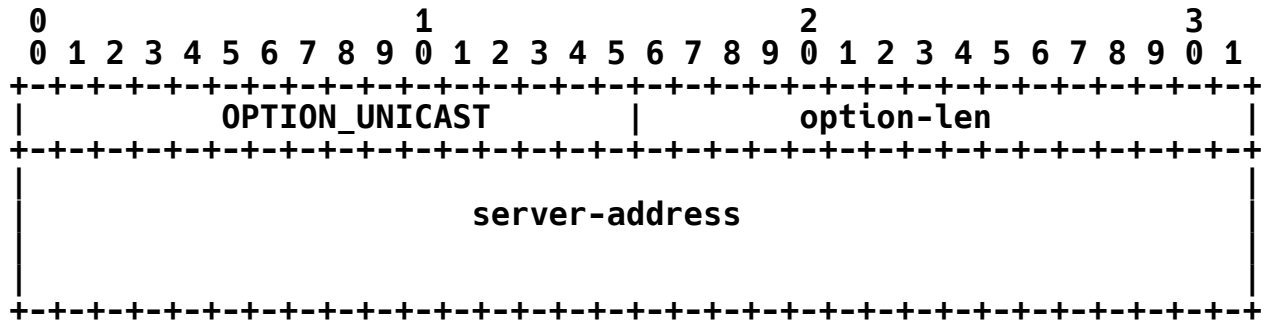 0                   1                   2                   3
 0 1 2 3 4 5 6 7 8 9 0 1 2 3 4 5 6 7 8 9 0 1 2 3 4 5 6 7 8 9 0 1
+-+-+-+-+-+-+-+-+-+-+-+-+-+-+-+-+-+-+-+-+-+-+-+-+-+-+-+-+-+-+-+-+
|          OPTION_UNICAST       |        option-len             |
+-+-+-+-+-+-+-+-+-+-+-+-+-+-+-+-+-+-+-+-+-+-+-+-+-+-+-+-+-+-+-+-+
|                                                               |
|                       server-address                          |
|                                                               |
|                                                               |
+-+-+-+-+-+-+-+-+-+-+-+-+-+-+-+-+-+-+-+-+-+-+-+-+-+-+-+-+-+-+-+-+